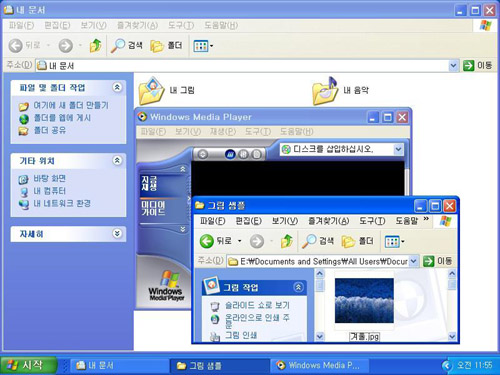 내 문서
파일(F) 편집(E) 보기(V) 즐겨찾기(A) 도구(T) 도움말(H)
뒤로 검색 폴더
주소(D) 내 문서 이동
파일 및 폴더 작업
여기에 새 폴더 만들기
폴더를 웹에 게시
폴더 공유
기타 위치
바탕 화면
내 컴퓨터
내 네트워크 환경
자세히
내 그림 내 음악
Windows Media Player
파일(F) 보기(V) 재생(P) 도구(T) 도움말(H)
디스크를 삽입하십시오.
지금
재생
미디어
가이드
Windows
Media Player
그림 샘플
파일(F) 편집(E) 보기(V) 즐겨찾기(A) 도구(T) 도움말 »
뒤로 검색 폴더
주소(D) E:₩Documents and Settings₩All Users₩Docur 이동
그림 작업
슬라이드 쇼로 보기
온라인으로 인쇄 주
문
그림 인쇄
겨울.jpg
시작 내 문서 그림 샘플 Windows Media P... 오전 11:55